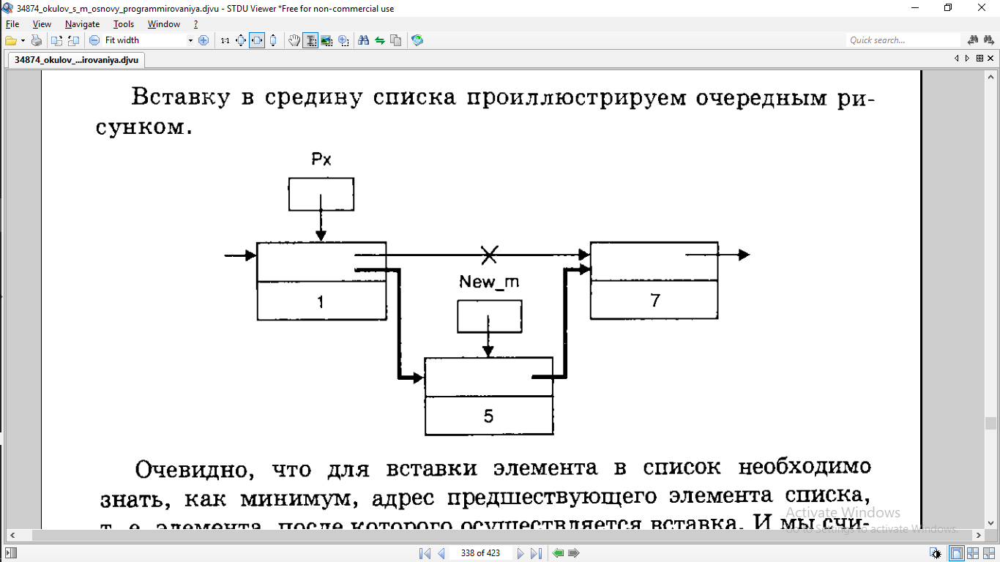 34874_okulov_s_m_osnovy_programmirovaniya.djvu - STDU Viewer *Free for non-commercial use
File View Navigate Tools Window ?
Fit width
1:1
Quick search...
34874_okulov_...irovaniya.djvu
Вставку в средину списка проиллюстрируем очередным ри-
сунком.
Px
New_m
1
7
5
Очевидно, что для вставки элемента в список необходимо
знать, как минимум, адрес предшествующего элемента списка,
т. е. элемента, после которого осуществляется вставка. И мы счи-
Activate Windows
Go to Settings to activate Windows.
338 of 423